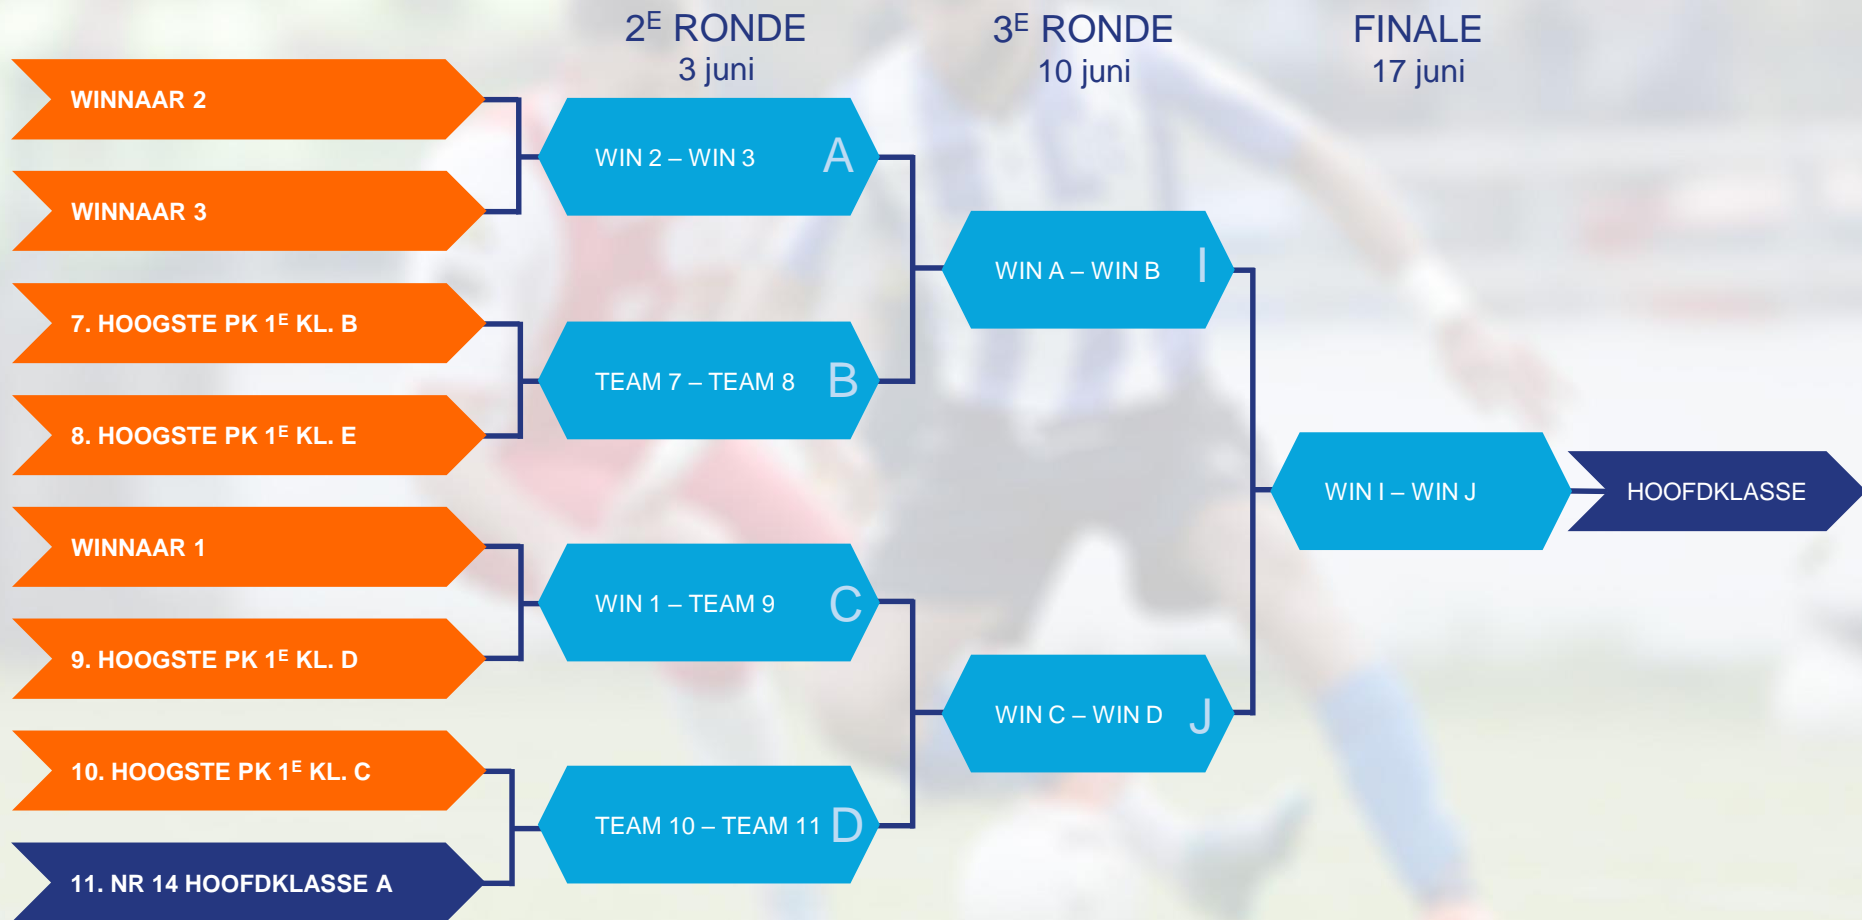 2E RONDE
3 juni
3E RONDE
10 juni
FINALE
17 juni
WINNAAR 2
WINNAAR 3
7. HOOGSTE PK 1E KL. B
8. HOOGSTE PK 1E KL. E
WINNAAR 1
9. HOOGSTE PK 1E KL. D
10. HOOGSTE PK 1E KL. C
11. NR 14 HOOFDKLASSE A
WIN 2 – WIN 3 A
TEAM 7 – TEAM 8 B
WIN 1 – TEAM 9 C
TEAM 10 – TEAM 11 D
WIN A – WIN B I
WIN C – WIN D J
WIN I – WIN J
HOOFDKLASSE